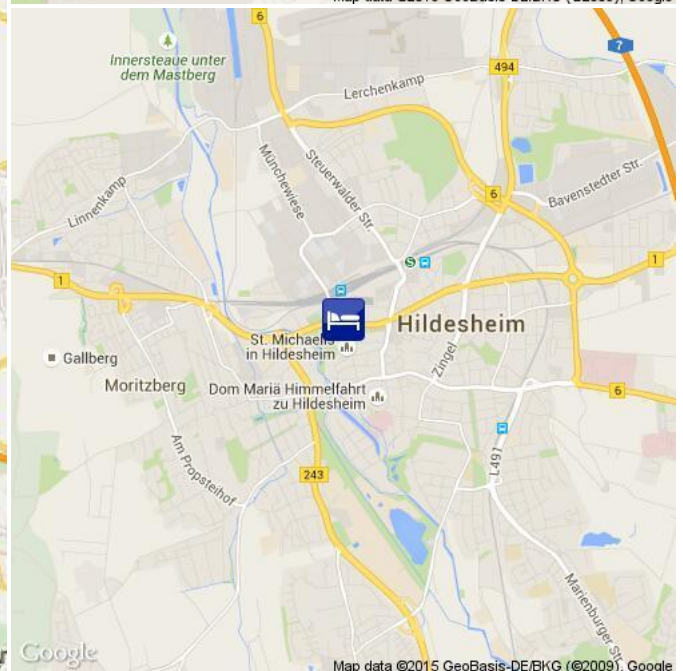 6
7
Innersteaue unter
dem Mastberg
494
Lerchenkamp
Münchewiese
Steuerwalder Str.
Linnenkamp
6
Bavenstedter Str.
S
1
1
St. Michaelis
in Hildesheim
Hildesheim
Gallberg
Moritzberg
Zingel
Dom Mariä Himmelfahrt
zu Hildesheim
6
Am Propsteihof
L491
243
Marienburger Str.
Google
Map data ©2015 GeoBasis-DE/BKG (©2009), Google